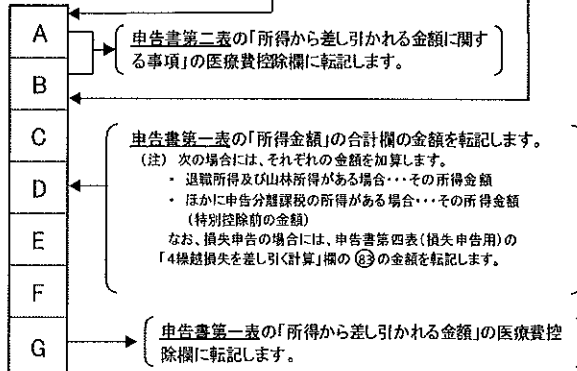 A
申告書第二表の「所得から差し引かれる金額に関す
る事項」の医療費控除欄に転記します。
B
C
申告書第一表の「所得金額」の合計欄の金額を転記します。
(注) 次の場合には、それぞれの金額を加算します。
・ 退職所得及び山林所得がある場合・・・その所得金額
D
・ ほかに申告分離課税の所得がある場合・・・その所得金額
(特別控除前の金額)
E
なお、損失申告の場合には、申告書第四表(損失申告用)の
「4繰越損失を差し引く計算」欄の㊳の金額を転記します。
F
G
申告書第一表の「所得から差し引かれる金額」の医療費控
除欄に転記します。